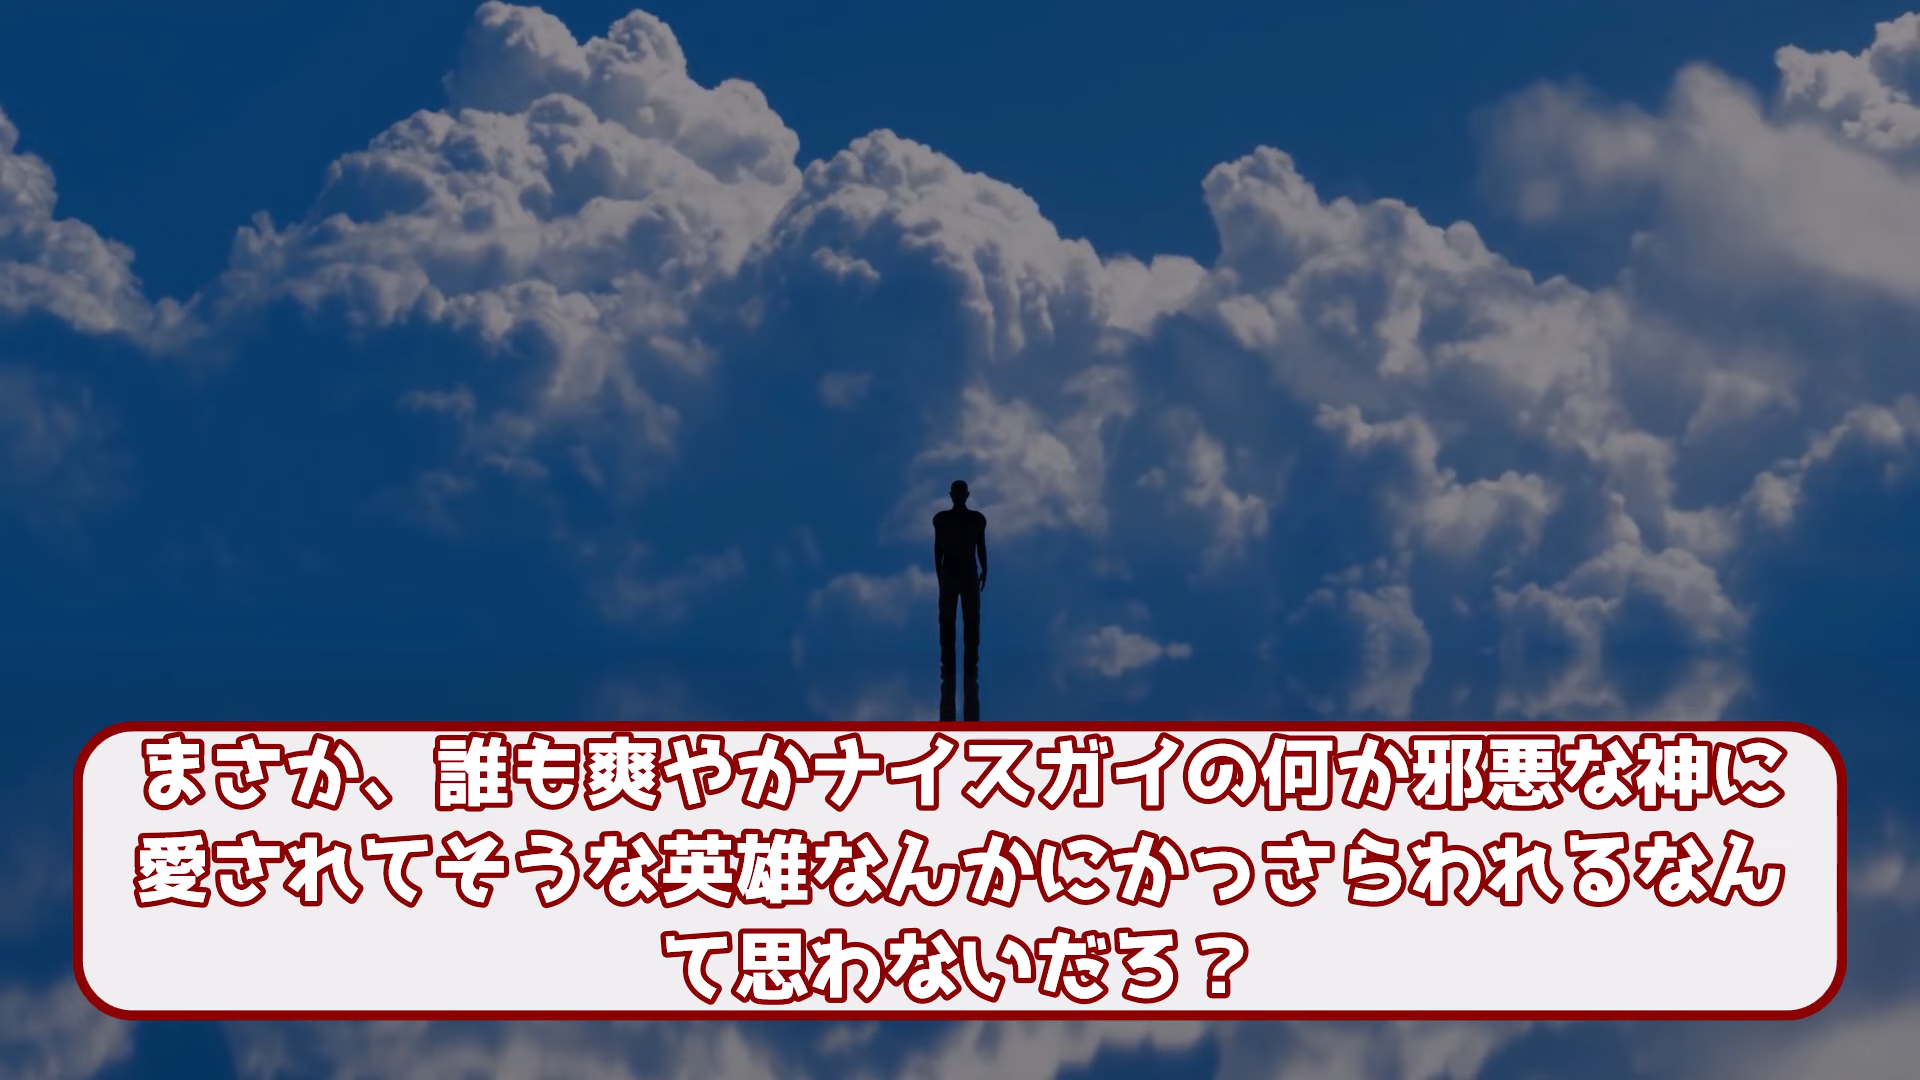 まさか、誰も爽やかナイスガイの何か邪悪な神に
愛されてそうな英雄なんかにかっさらわれるなん
て思わないだろ？